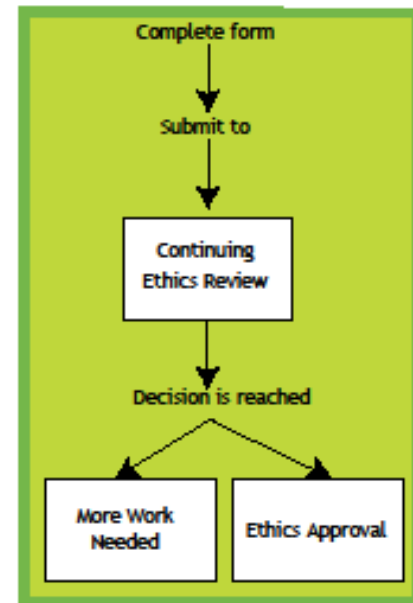 Complete form
Submit to
Continuing
Ethics Review
Decision is reached
More Work
Needed
Ethics Approval